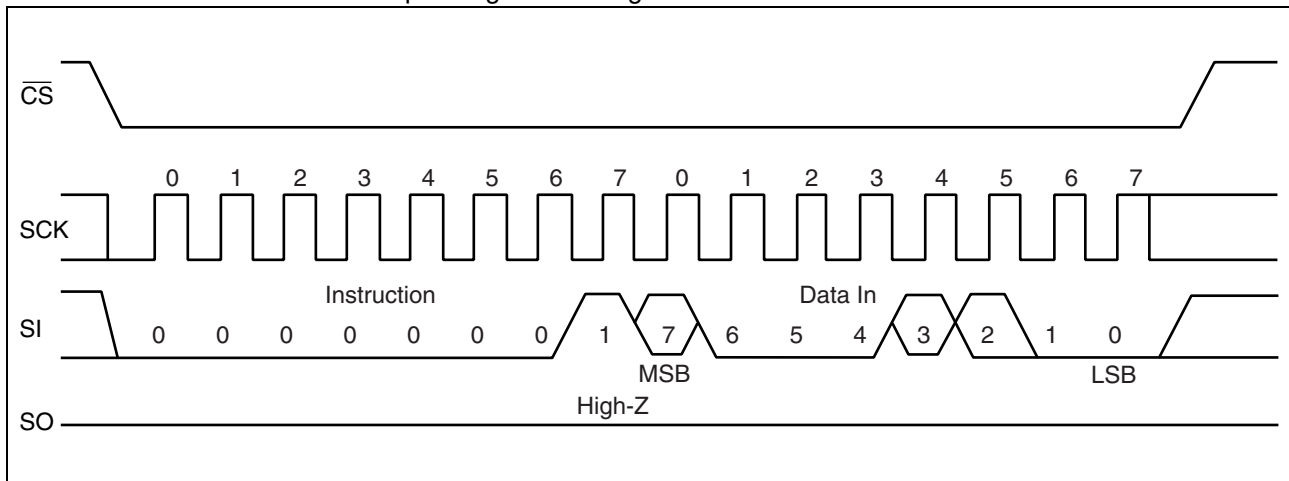 CS
0 1 2 3 4 5 6 7 0 1 2 3 4 5 6 7
SCK
Instruction Data In
SI 0 0 0 0 0 0 0 1 7 6 5 4 3 2 1 0
MSB LSB
High-Z
SO